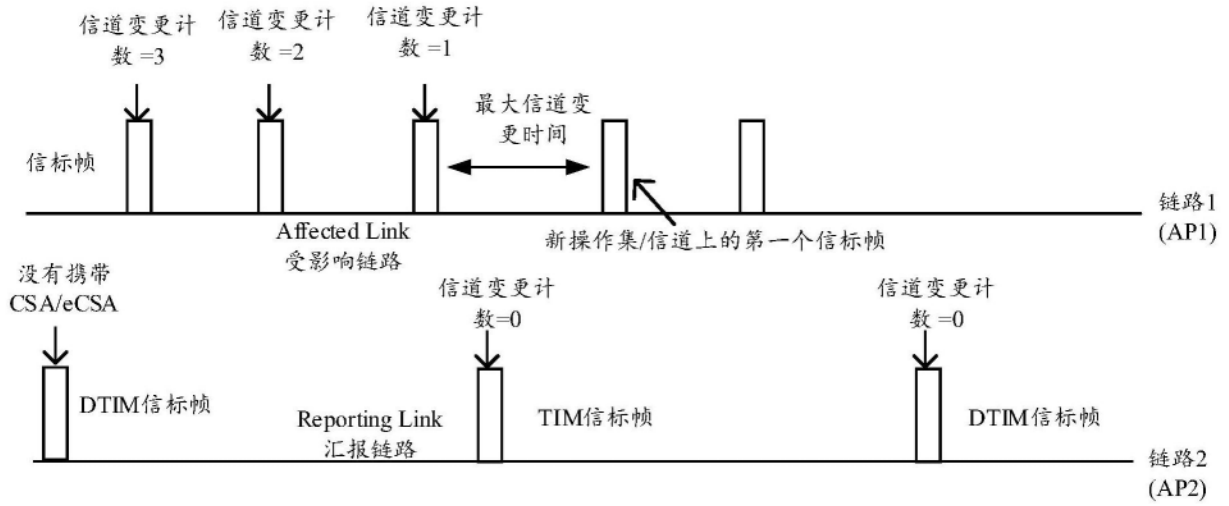 信道变更计
数 =3
信道变更计
数 =2
信道变更计
数 =1
最大信道变
更时间
信标帧
链路1
(AP1)
Affected Link
受影响链路
新操作集/信道上的第一个信标帧
没有携带
CSA/eCSA
信道变更计
数=0
信道变更计
数 =0
DTIM信标帧
Reporting Link
汇报链路
TIM信标帧
DTIM信标帧
链路2
(AP2)